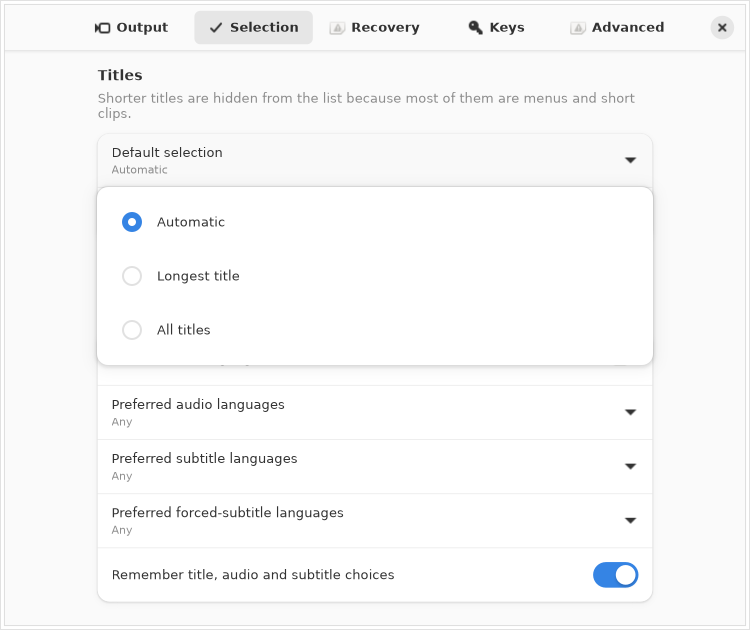 Output
Selection
Recovery
Keys
Advanced
Titles
Shorter titles are hidden from the list because most of them are menus and short
clips.
Default selection
Automatic
Automatic
Longest title
All titles
Preferred audio languages
Any
Preferred subtitle languages
Any
Preferred forced-subtitle languages
Any
Remember title, audio and subtitle choices